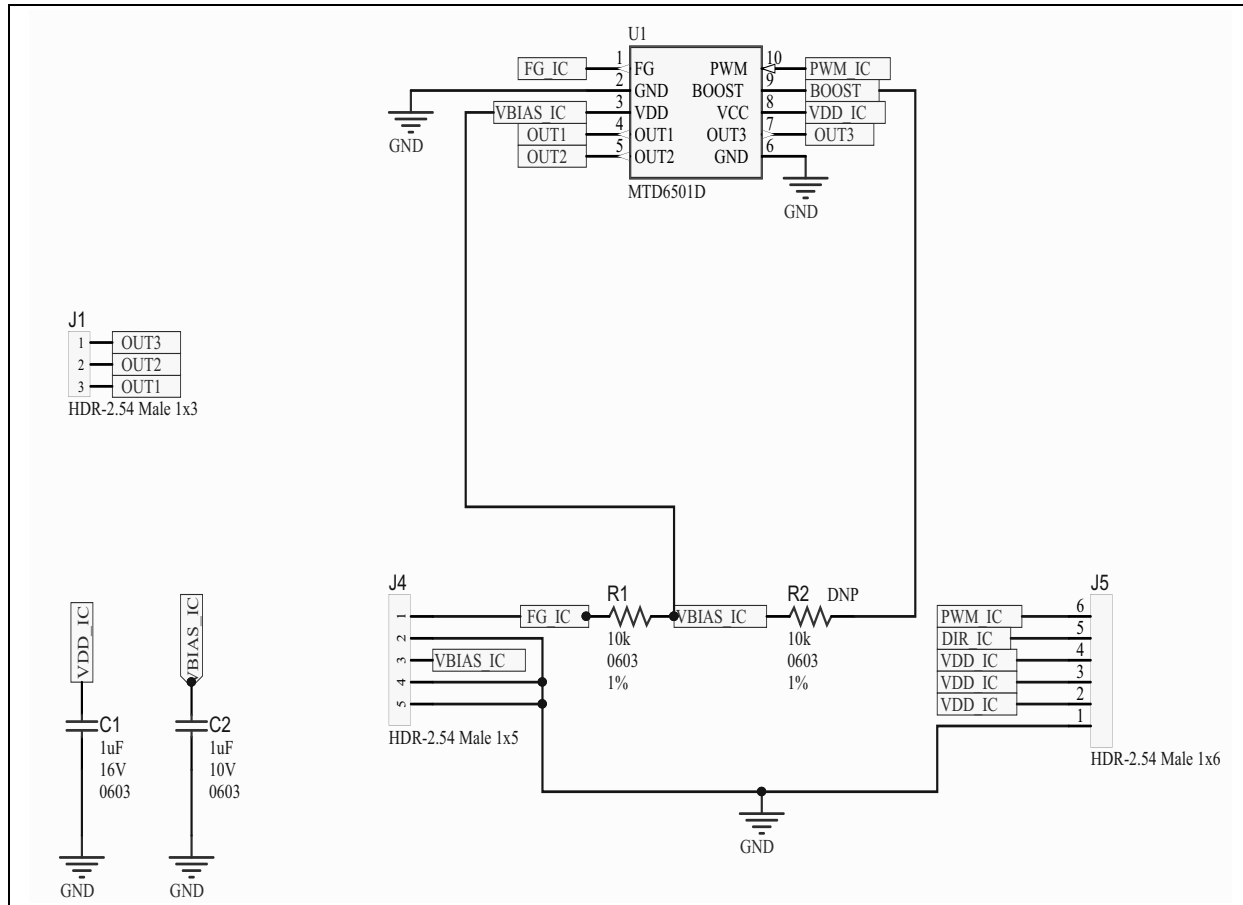 U1
1
FG_IC
FG
PWM
10
PWM_IC
2
GND
BOOST
9
BOOST
3
VBIAS_IC
VDD
VCC
8
VDD_IC
4
OUT1
OUT1
OUT3
7
OUT3
5
OUT2
OUT2
GND
6
GND
MTD6501D
GND
J1
1 OUT3
2 OUT2
3 OUT1
HDR-2.54 Male 1x3
VDD_IC
C1
1uF
16V
0603
GND
VBIAS_IC
C2
1uF
10V
0603
GND
J4
1
2
3 VBIAS_IC
4
5
HDR-2.54 Male 1x5
FG_IC
R1
10k
0603
1%
VBIAS_IC
R2
DNP
10k
0603
1%
GND
J5
PWM_IC 6
DIR_IC 5
VDD_IC 4
VDD_IC 3
VDD_IC 2
1
HDR-2.54 Male 1x6